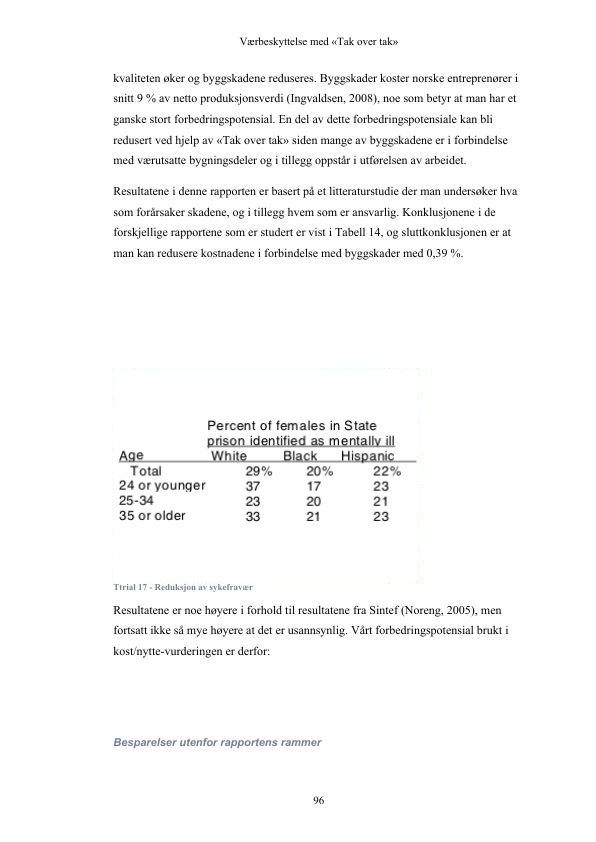 Værbeskyttelse med «Tak over tak»
kvaliteten øker og byggskadene reduseres. Byggskader koster norske entreprenører i
snitt 9 % av netto produksjonsverdi (Ingvaldsen, 2008), noe som betyr at man har et
ganske stort forbedringspotensial. En del av dette forbedringspotensiale kan bli
redusert ved hjelp av «Tak over tak» siden mange av byggskadene er i forbindelse
med værutsatte bygningsdeler og i tillegg oppstår i utførelsen av arbeidet.
Resultatene i denne rapporten er basert på et litteraturstudie der man undersøker hva
som forårsaker skadene, og i tillegg hvem som er ansvarlig. Konklusjonene i de
forskjellige rapportene som er studert er vist i Tabell 14, og sluttkonklusjonen er at
man kan redusere kostnadene i forbindelse med byggskader med 0,39 %.
Percent of females in State
prison identified as mentally ill
Age White Black Hispanic
Total 29% 20% 22%
24 or younger 37 17 23
25-34 23 20 21
35 or older 33 21 23
Ttrial 17 - Reduksjon av sykefravær
Resultatene er noe høyere i forhold til resultatene fra Sintef (Noreng, 2005), men
fortsatt ikke så mye høyere at det er usannsynlig. Vårt forbedringspotensial brukt i
kost/nytte-vurderingen er derfor:
Besparelser utenfor rapportens rammer
96